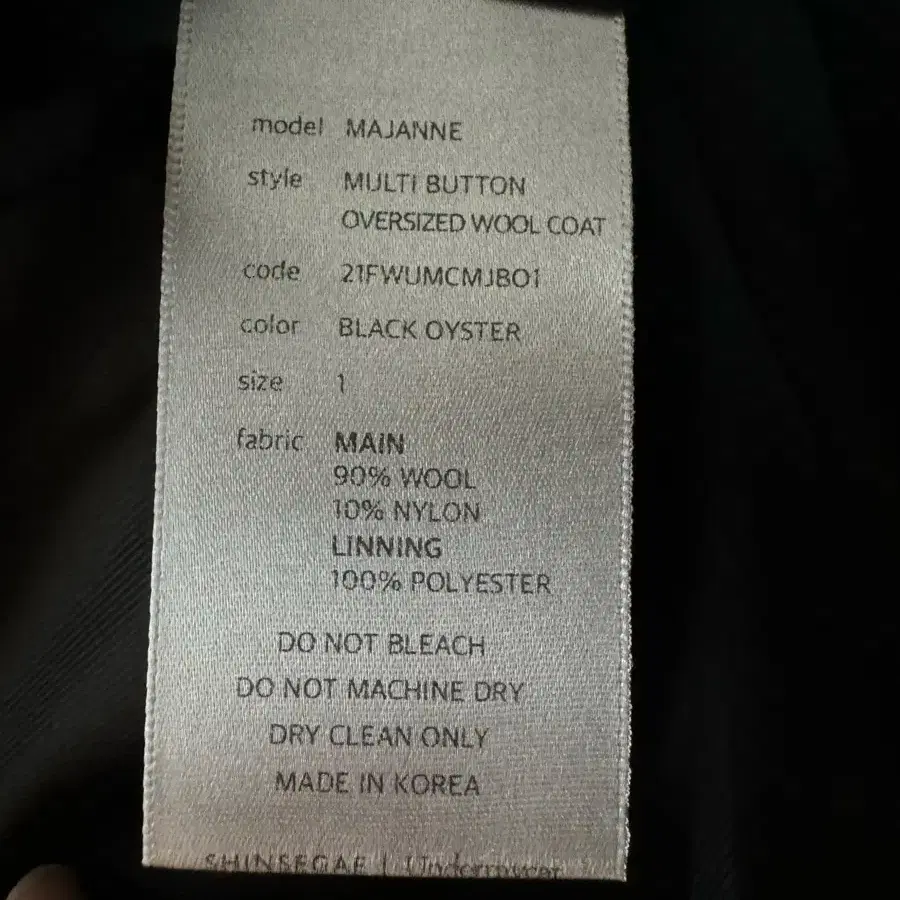 model MAJANNE
style MULTI BUTTON
OVERSIZED WOOL COAT
code 21FWUMCMJB01
color BLACK OYSTER
size 1
fabric MAIN
90% WOOL
10% NYLON
LINNING
100% POLYESTER
DO NOT BLEACH
DO NOT MACHINE DRY
DRY CLEAN ONLY
MADE IN KOREA
SHINSEGAE |